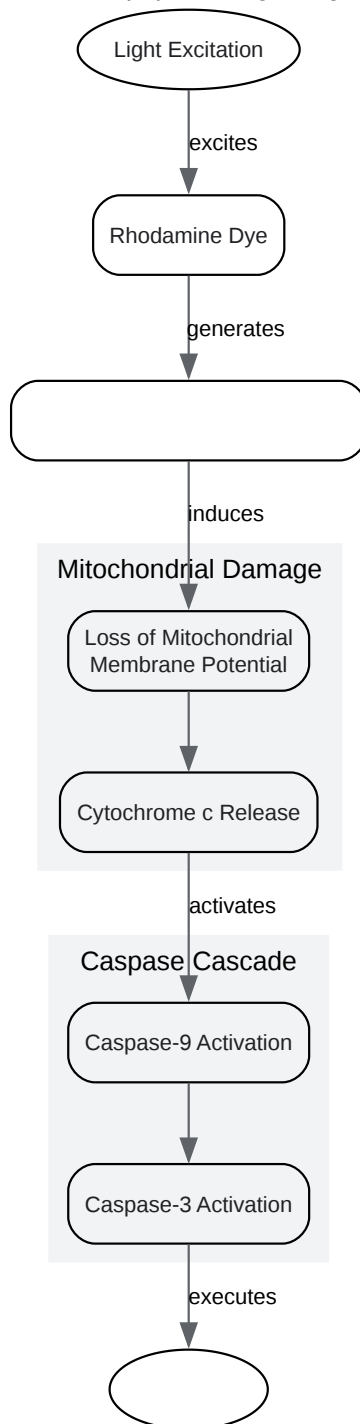 Light Excitation
excites
Rhodamine Dye
generates
induces
Mitochondrial Damage
Loss of Mitochondrial
Membrane Potential
Cytochrome c Release
activates
Caspase Cascade
Caspase-9 Activation
Caspase-3 Activation
executes